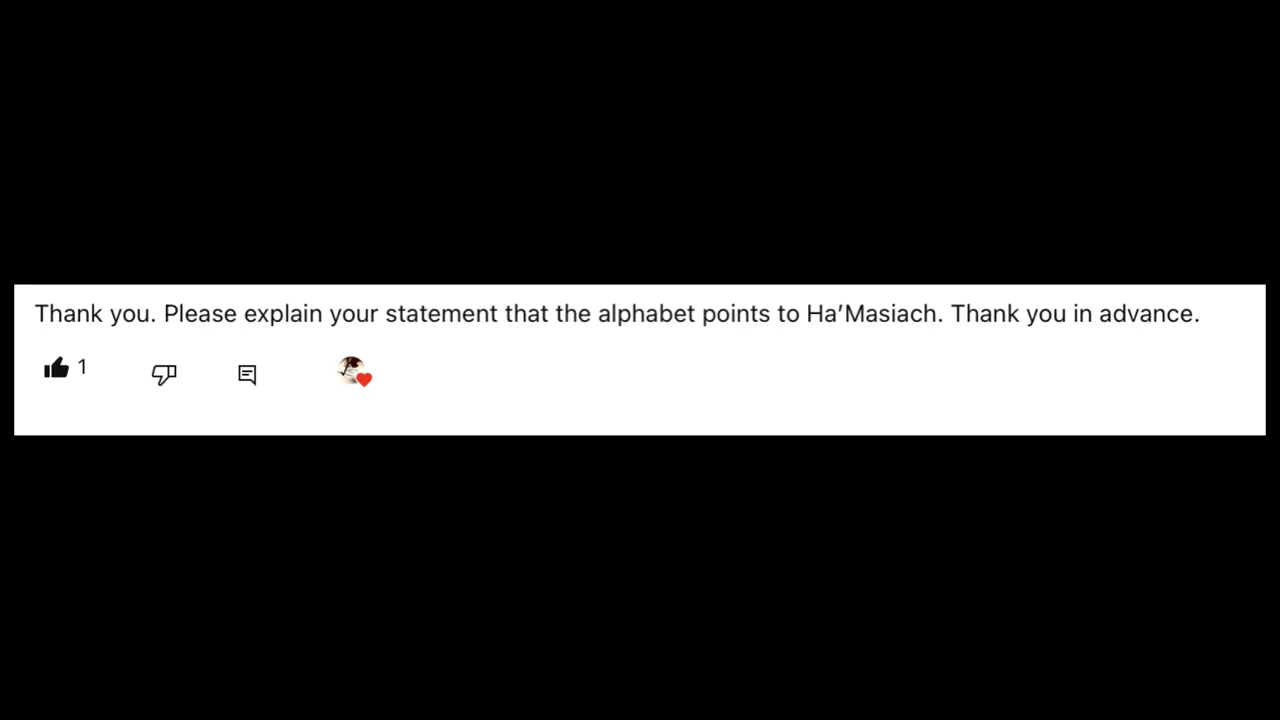 Thank you. Please explain your statement that the alphabet points to Ha’Masiach. Thank you in advance.
1